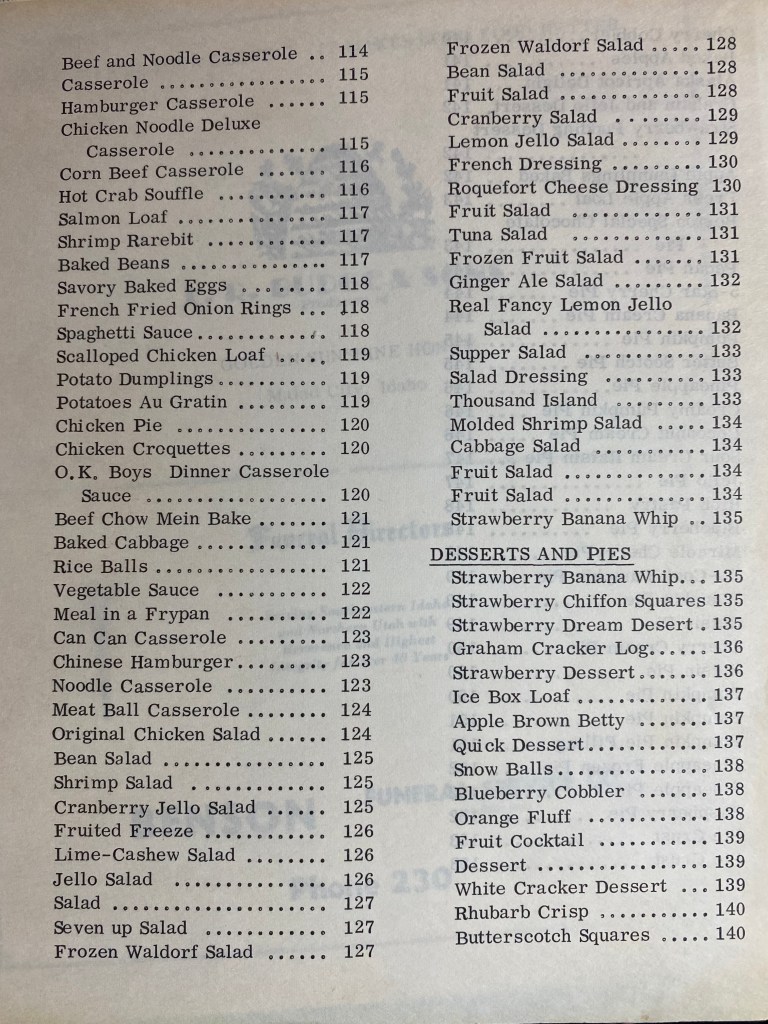 Beef and Noodle Casserole .. 114
Casserole ................. 115
Hamburger Casserole ...... 115
Chicken Noodle Deluxe
Casserole .............. 115
Corn Beef Casserole ....... 116
Hot Crab Souffle ........... 116
Salmon Loaf ............... 117
Shrimp Rarebit ............ 117
Baked Beans ............... 117
Savory Baked Eggs ........ 118
French Fried Onion Rings ... 118
Spaghetti Sauce ............. 118
Scalloped Chicken Loaf ..... 119
Potato Dumplings ........... 119
Potatoes Au Gratin ......... 119
Chicken Pie ............... 120
Chicken Croquettes ......... 120
O.K. Boys Dinner Casserole
Sauce .................. 120
Beef Chow Mein Bake ....... 121
Baked Cabbage ............. 121
Rice Balls ................. 121
Vegetable Sauce ........... 122
Meal in a Frypan .......... 122
Can Can Casserole ........ 123
Chinese Hamburger ......... 123
Noodle Casserole .......... 123
Meat Ball Casserole ........ 124
Original Chicken Salad ...... 124
Bean Salad ................ 125
Shrimp Salad ............. 125
Cranberry Jello Salad ...... 125
Fruited Freeze ............ 126
Lime-Cashew Salad ........ 126
Jello Salad ............... 126
Salad ..................... 127
Seven up Salad ............ 127
Frozen Waldorf Salad ...... 127
Frozen Waldorf Salad ..... 128
Bean Salad .............. 128
Fruit Salad .............. 128
Cranberry Salad ........ 129
Lemon Jello Salad ........ 129
French Dressing ......... 130
Roquefort Cheese Dressing 130
Fruit Salad ............. 131
Tuna Salad ............. 131
Frozen Fruit Salad ....... 131
Ginger Ale Salad ......... 132
Real Fancy Lemon Jello
Salad ................ 132
Supper Salad ............ 133
Salad Dressing .......... 133
Thousand Island ......... 133
Molded Shrimp Salad ..... 134
Cabbage Salad ........... 134
Fruit Salad ............. 134
Fruit Salad ............. 134
Strawberry Banana Whip .. 135
DESSERTS AND PIES
Strawberry Banana Whip... 135
Strawberry Chiffon Squares 135
Strawberry Dream Desert . 135
Graham Cracker Log...... 136
Strawberry Dessert....... 136
Ice Box Loaf ............. 137
Apple Brown Betty ....... 137
Quick Dessert............ 137
Snow Balls............... 138
Blueberry Cobbler ....... 138
Orange Fluff ............ 138
Fruit Cocktail ........... 139
Dessert ................ 139
White Cracker Dessert ... 139
Rhubarb Crisp .......... 140
Butterscotch Squares ..... 140